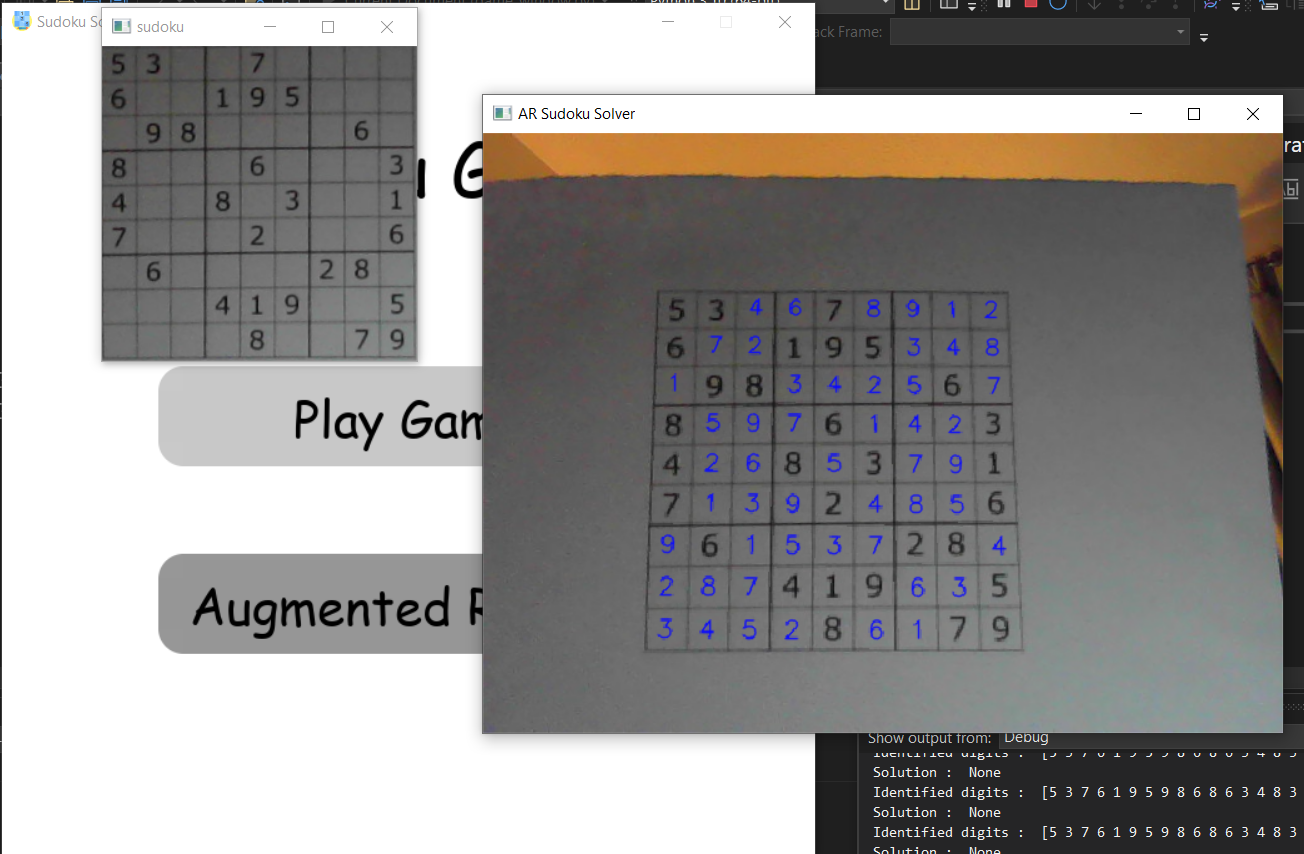 Sudoku
sudoku
5 3 7
6 1 9 5
9 8 6
8 6 3
4 8 3 1
7 2 6
6 2 8
4 1 9 5
8 7 9
Play
Augmented
ack Frame:
AR Sudoku Solver
5 3 4 6 7 8 9 1 2
6 7 2 1 9 5 3 4 8
1 9 8 3 4 2 5 6 7
8 5 9 7 6 1 4 2 3
4 2 6 8 5 3 7 9 1
7 1 3 9 2 4 8 5 6
9 6 1 5 3 7 2 8 4
2 8 7 4 1 9 6 3 5
3 4 5 2 8 6 1 7 9
Show output from: Debug
Identified digits : [5 3 7 6 1 9 5 9 8 6 8 6 3 4 8 3
Solution : None
Identified digits : [5 3 7 6 1 9 5 9 8 6 8 6 3 4 8 3
Solution : None
Identified digits : [5 3 7 6 1 9 5 9 8 6 8 6 3 4 8 3
Solution : None